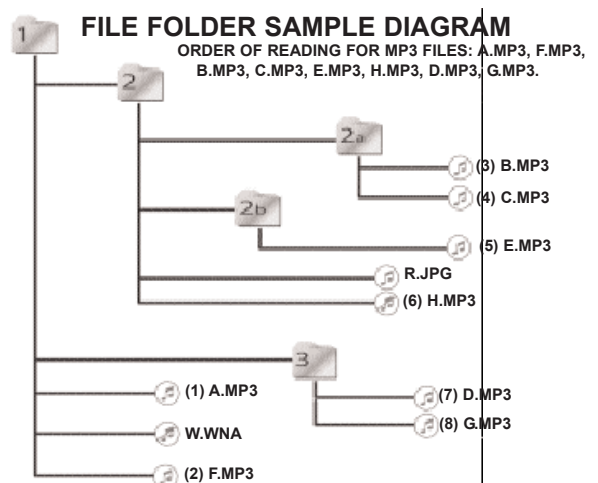 FILE FOLDER SAMPLE DIAGRAM
ORDER OF READING FOR MP3 FILES: A.MP3, F.MP3,
B.MP3, C.MP3, E.MP3, H.MP3, D.MP3, G.MP3.
1
2
2a
(3) B.MP3
(4) C.MP3
2b
(5) E.MP3
R.JPG
(6) H.MP3
3
(1) A.MP3
(7) D.MP3
W.WNA
(8) G.MP3
(2) F.MP3